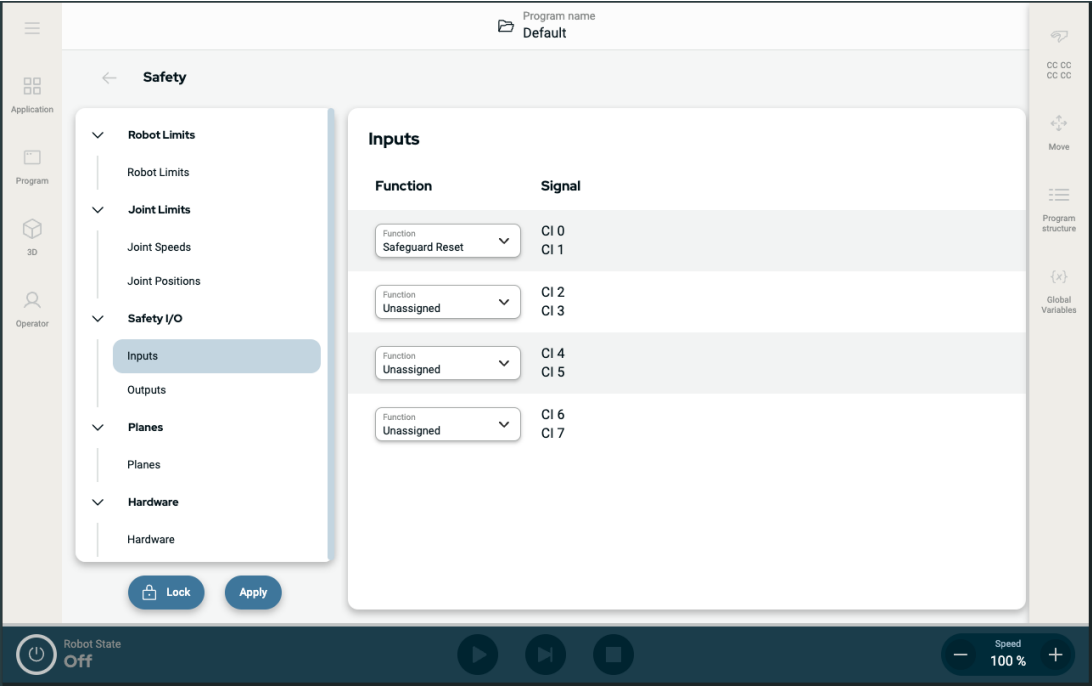 Program name
Default
Application
Program
3D
Operator
Safety
Robot Limits
Robot Limits
Joint Limits
Joint Speeds
Joint Positions
Safety I/O
Inputs
Outputs
Planes
Planes
Hardware
Hardware
Lock
Apply
Inputs
Function Signal
Function
Safeguard Reset
CI 0
CI 1
Function
Unassigned
CI 2
CI 3
Function
Unassigned
CI 4
CI 5
Function
Unassigned
CI 6
CI 7
CC CC
CC CC
Move
Program
structure
{x}
Global
Variables
Robot State
Off
Speed
100 %